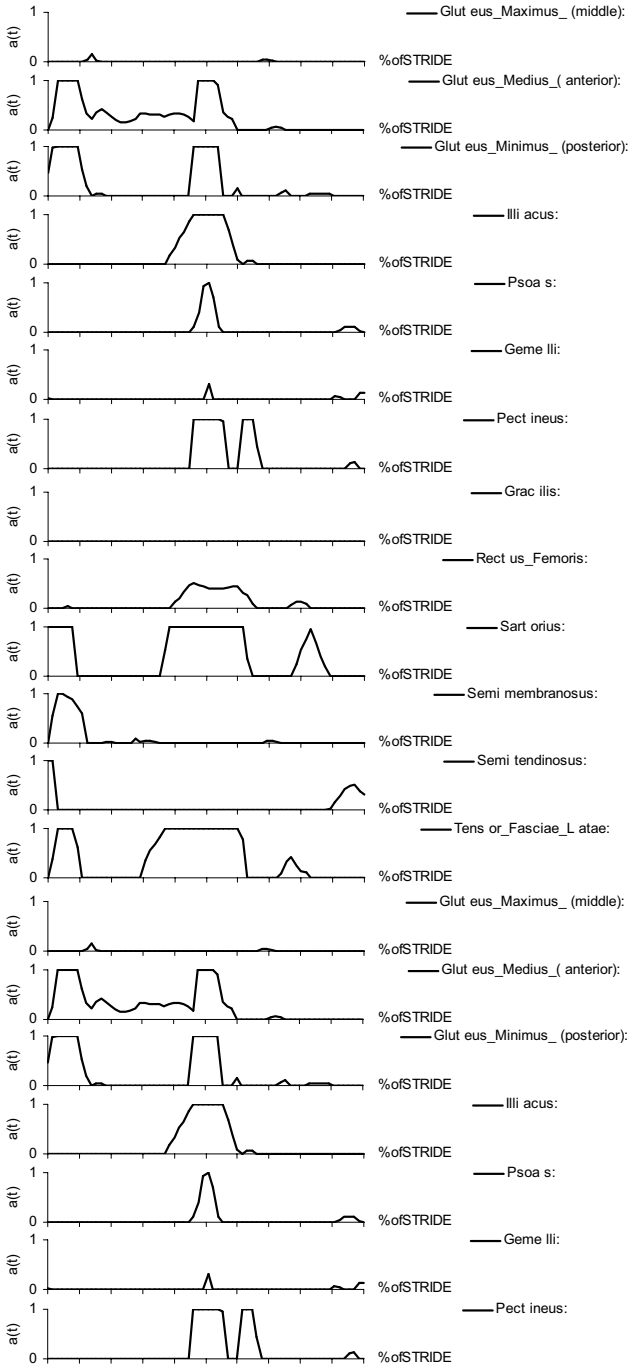 1 Glut eus_Maximus_ (middle):
a(t)
0 %ofSTRIDE
1 Glut eus_Medius_( anterior):
a(t)
0 %ofSTRIDE
1 Glut eus_Minimus_ (posterior):
a(t)
0 %ofSTRIDE
1 Illi acus:
a(t)
0 %ofSTRIDE
1 Psoa s:
a(t)
0 %ofSTRIDE
1 Geme lli:
a(t)
0 %ofSTRIDE
1 Pect ineus:
a(t)
0 %ofSTRIDE
1 Grac ilis:
a(t)
0 %ofSTRIDE
1 Rect us_Femoris:
a(t)
0 %ofSTRIDE
1 Sart orius:
a(t)
0 %ofSTRIDE
1 Semi membranosus:
a(t)
0 %ofSTRIDE
1 Semi tendinosus:
a(t)
0 %ofSTRIDE
1 Tens or_Fasciae_L atae:
a(t)
0 %ofSTRIDE
1 Glut eus_Maximus_ (middle):
a(t)
0 %ofSTRIDE
1 Glut eus_Medius_( anterior):
a(t)
0 %ofSTRIDE
1 Glut eus_Minimus_ (posterior):
a(t)
0 %ofSTRIDE
1 Illi acus:
a(t)
0 %ofSTRIDE
1 Psoa s:
a(t)
0 %ofSTRIDE
1 Geme lli:
a(t)
0 %ofSTRIDE
1 Pect ineus:
a(t)
0 %ofSTRIDE